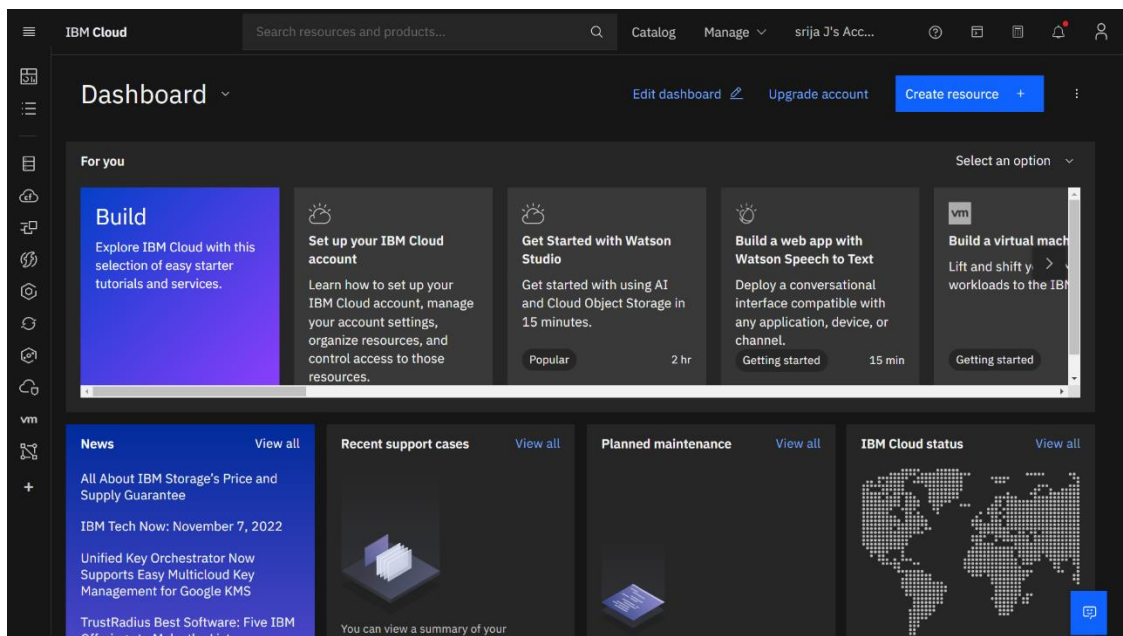 IBM Cloud
Search resources and products...
Catalog
Manage
srija J's Acc...
Dashboard
Edit dashboard
Upgrade account
Create resource +
For you
Select an option
Build
Explore IBM Cloud with this
selection of easy starter
tutorials and services.
Set up your IBM Cloud
account
Learn how to set up your
IBM Cloud account, manage
your account settings,
organize resources, and
control access to those
resources.
Get Started with Watson
Studio
Get started with using AI
and Cloud Object Storage in
15 minutes.
Popular
2 hr
Build a web app with
Watson Speech to Text
Deploy a conversational
interface compatible with
any application, device, or
channel.
Getting started
15 min
vm
Build a virtual mach
Lift and shift y
workloads to the IBM
Getting started
vm
News
View all
All About IBM Storage's Price and
Supply Guarantee
IBM Tech Now: November 7, 2022
Unified Key Orchestrator Now
Supports Easy Multicloud Key
Management for Google KMS
TrustRadius Best Software: Five IBM
Recent support cases
View all
You can view a summary of your
Planned maintenance
View all
IBM Cloud status
View all